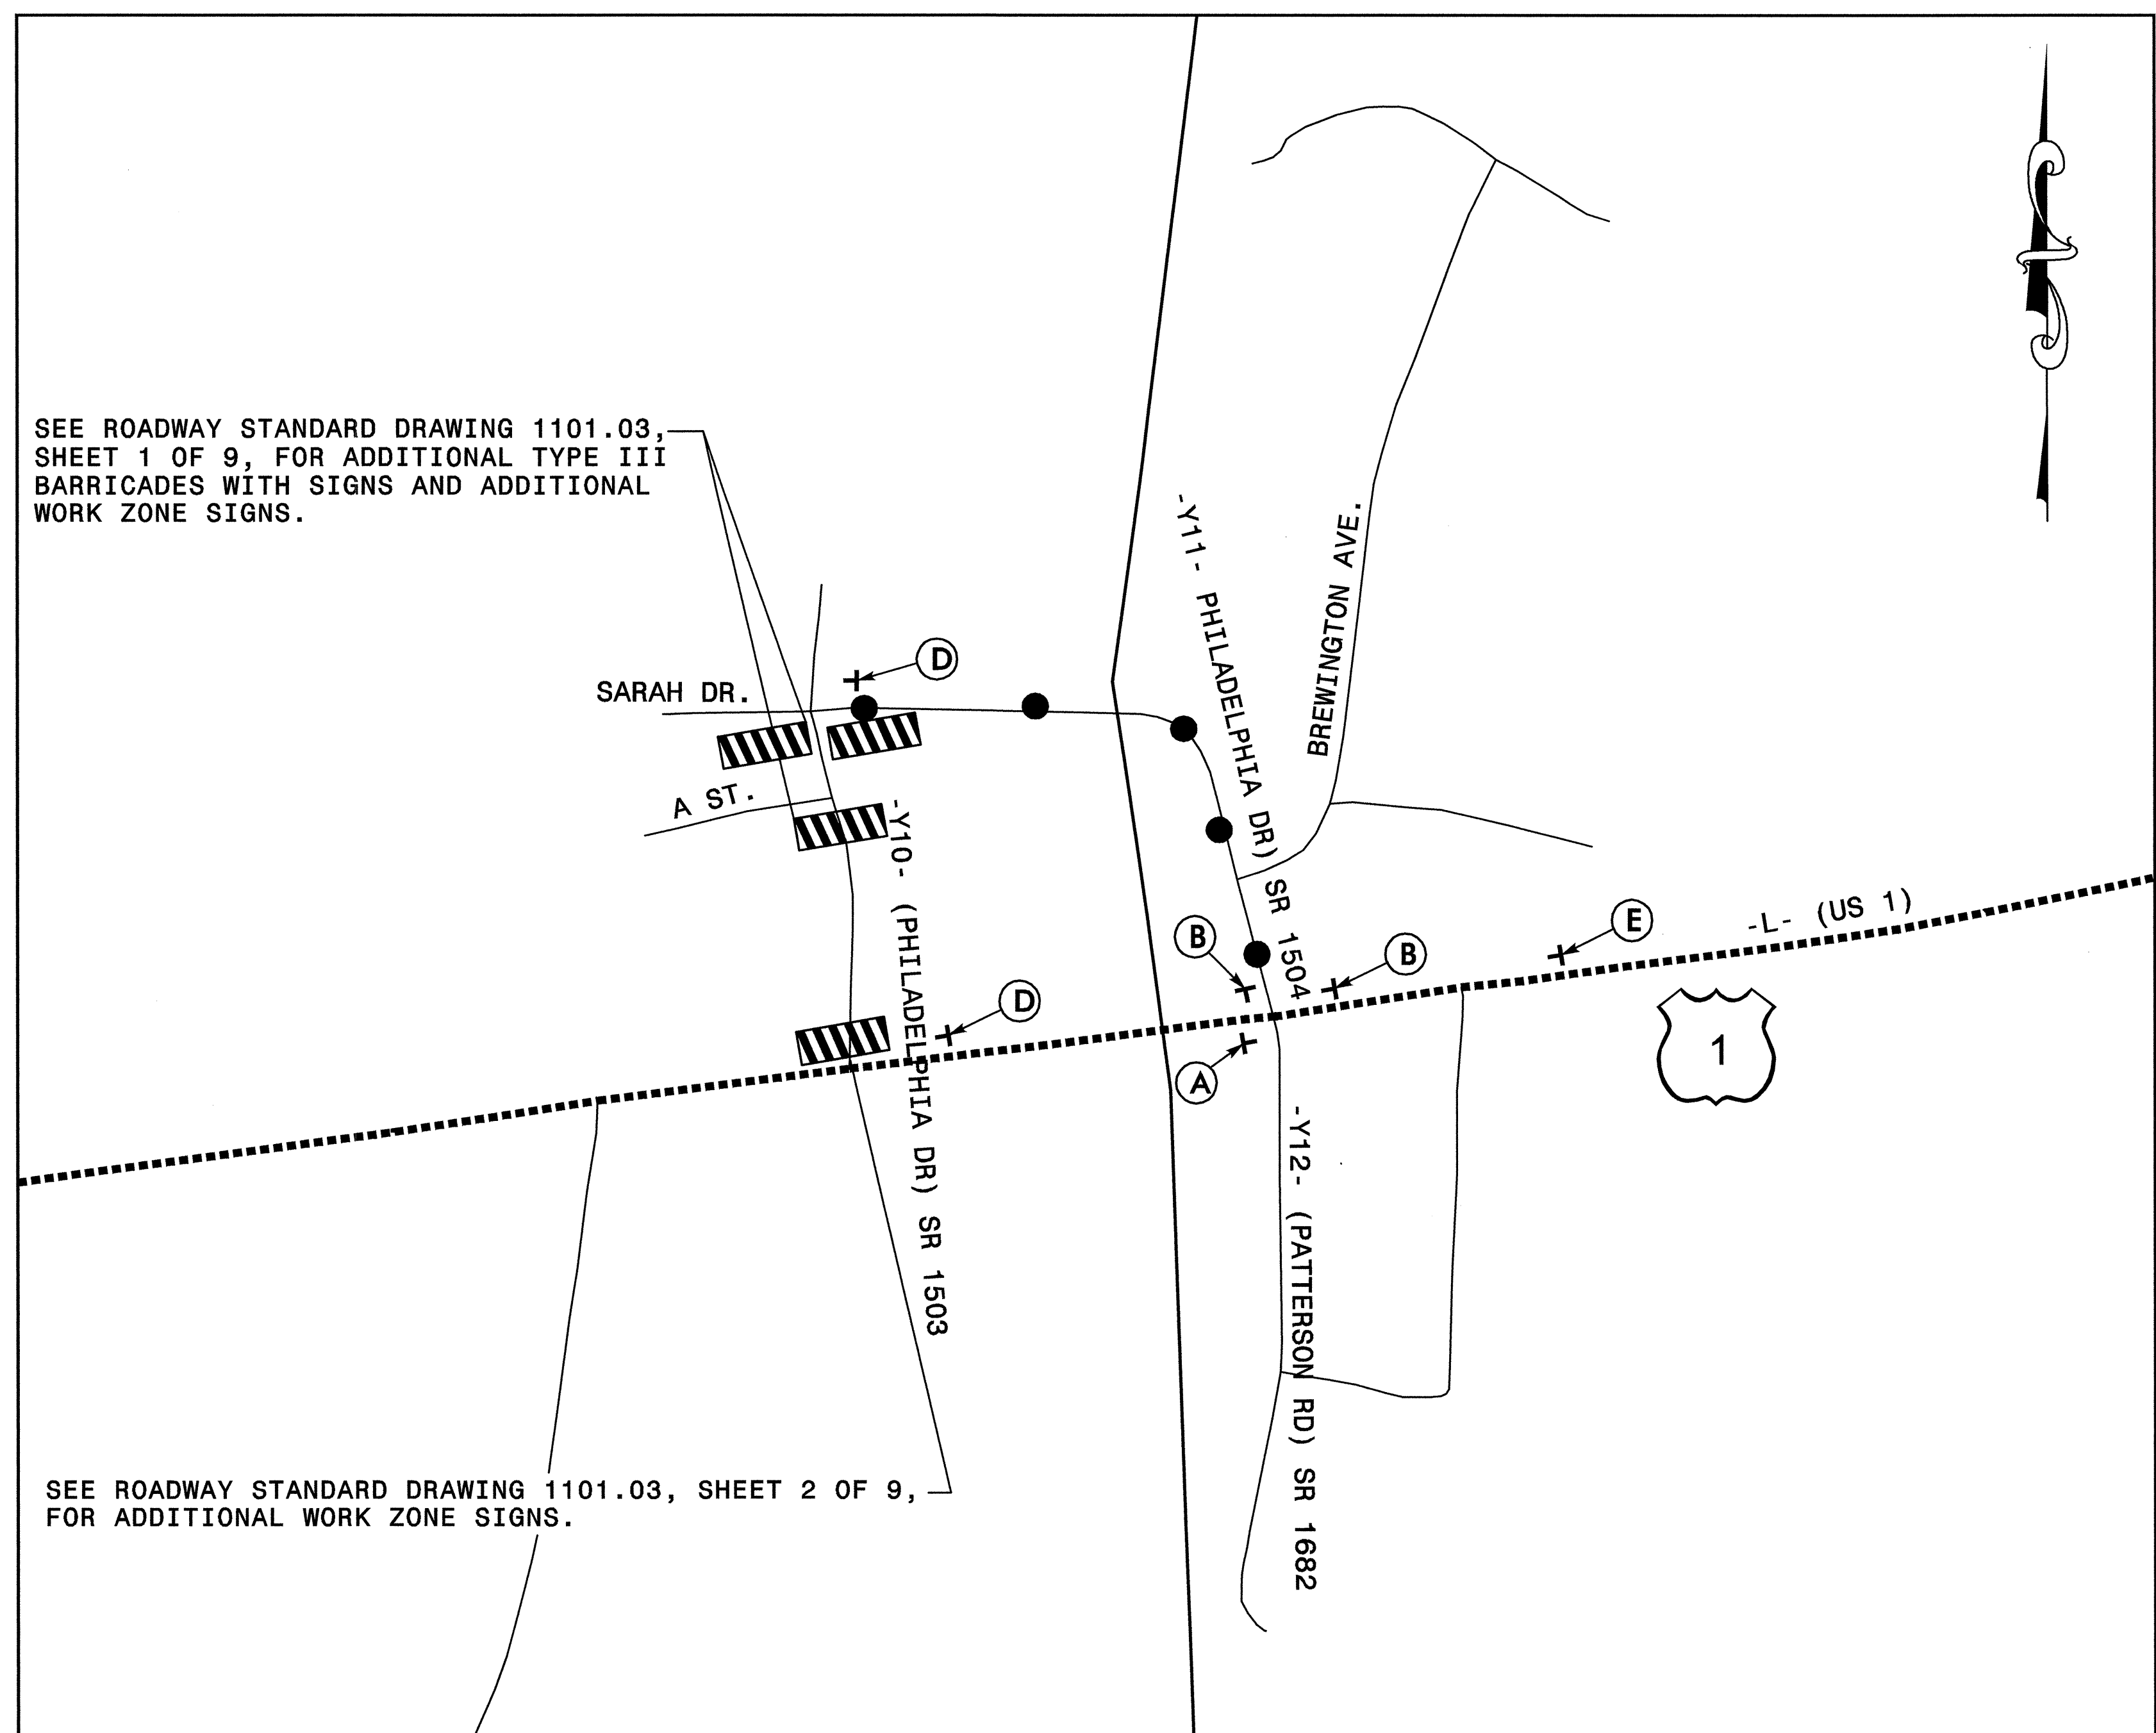 SEE ROADWAY STANDARD DRAWING 1101.03,
SHEET 1 OF 9, FOR ADDITIONAL TYPE III
BARRICADES WITH SIGNS AND ADDITIONAL
WORK ZONE SIGNS.
-Y11- PHILADELPHIA DR) SR 1504
BREWINGTON AVE.
D
SARAH DR.
A ST.
-Y10- (PHILADELPHIA DR) SR 1503
B
B
E
-L- (US 1)
D
A
1
-Y12- (PATTERSON RD) SR 1682
SEE ROADWAY STANDARD DRAWING 1101.03, SHEET 2 OF 9,
FOR ADDITIONAL WORK ZONE SIGNS.